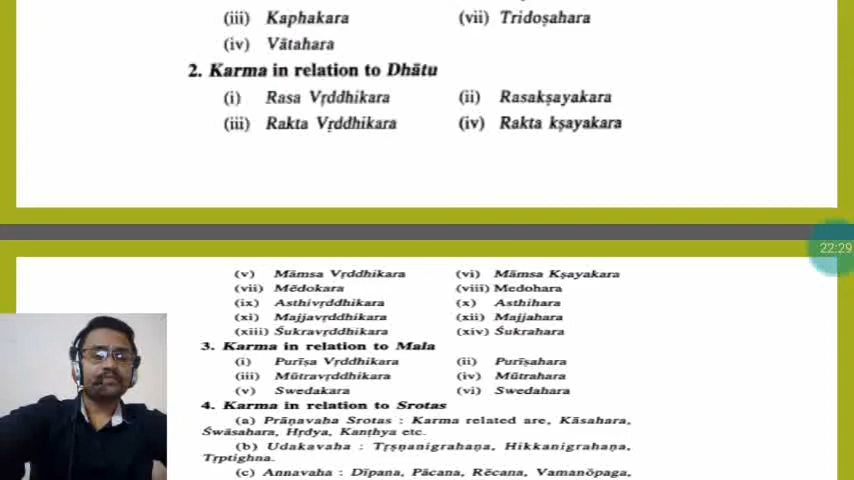 (iii) Kaphakara (vii) Tridoṣahara
(iv) Vātahara
2. Karma in relation to Dhātu
(i) Rasa Vṛddhikara (ii) Rasakṣayakara
(iii) Rakta Vṛddhikara (iv) Rakta kṣayakara
22:29
(v) Māmsa Vṛddhikara (vi) Māmsa Kṣayakara
(vii) Mēdokara (viii) Medohara
(ix) Asthivṛddhikara (x) Asthihara
(xi) Majjavṛddhikara (xii) Majjahara
(xiii) Śukravṛddhikara (xiv) Śukrahara
3. Karma in relation to Mala
(i) Purīṣa Vṛddhikara (ii) Purīṣahara
(iii) Mūtravṛddhikara (iv) Mūtrahara
(v) Swedakara (vi) Swedahara
4. Karma in relation to Srotas
(a) Prāṇavaha Srotas : Karma related are, Kāsahara,
Śwāsahara, Hṛdya, Kaṇṭhya etc.
(b) Udakavaha : Tṛṣṇanigrahaṇa, Hikkanigrahaṇa,
Tṛptighna.
(c) Annavaha : Dīpana, Pācana, Rēcana, Vamanōpaga,